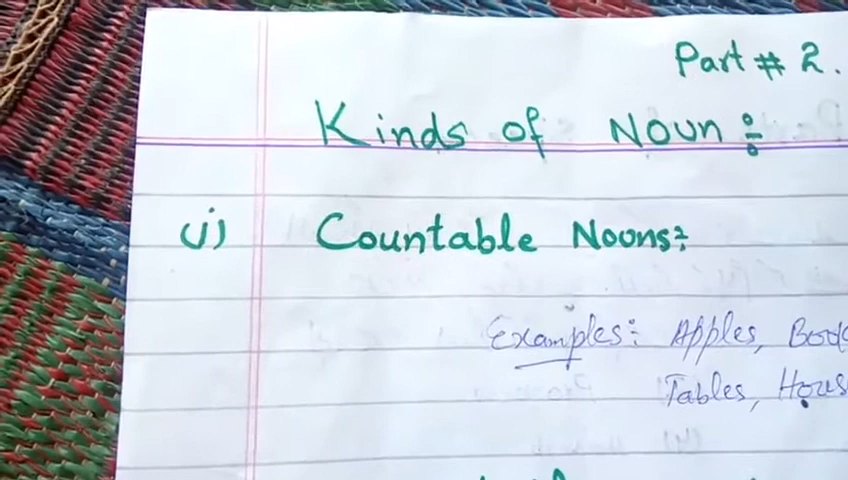 Part # 2.
Kinds of Noun÷
(i) Countable Nouns÷
Examples: Apples,
Tables,